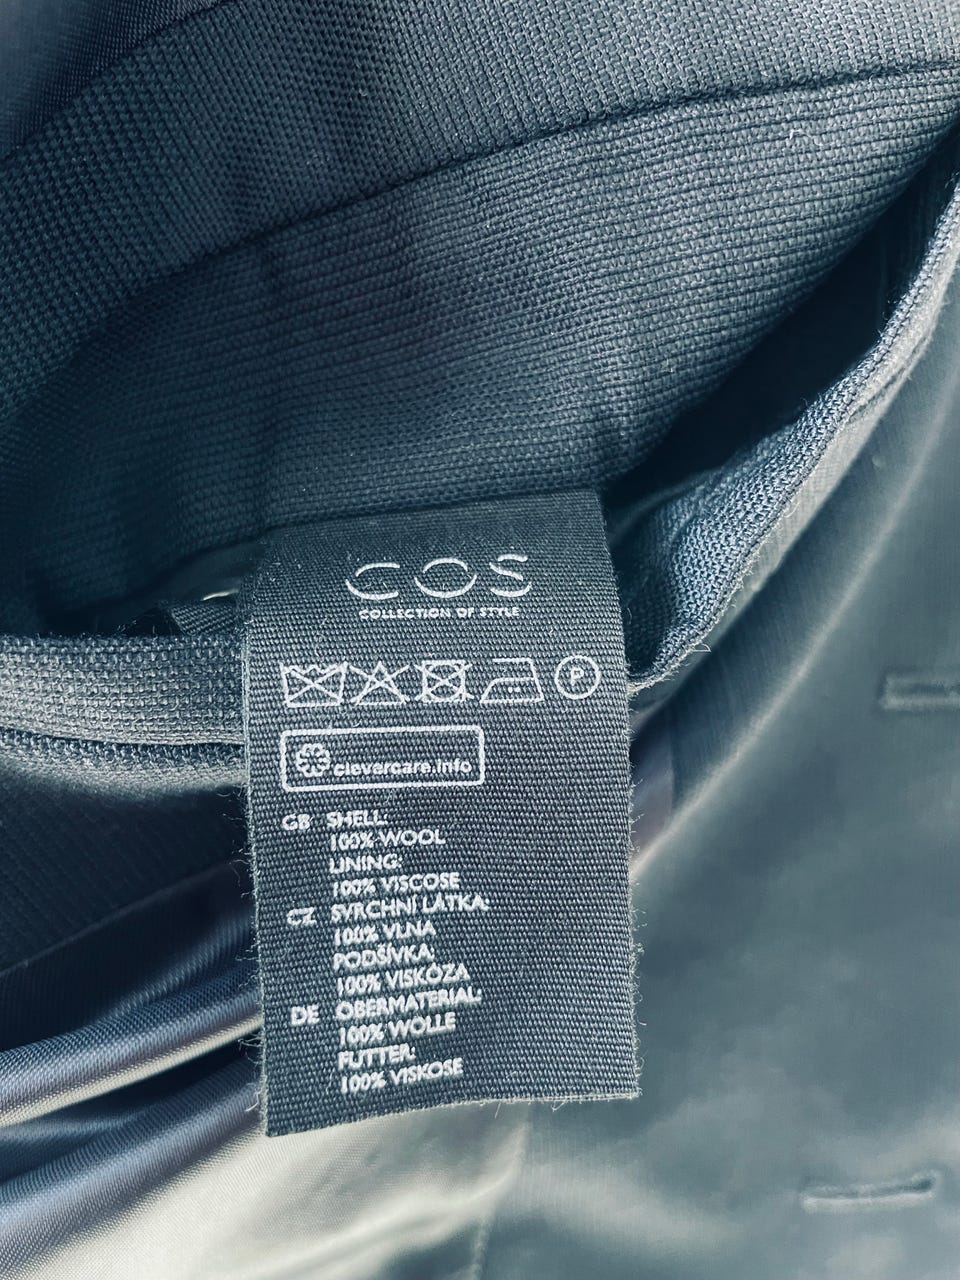 COS
COLLECTION OF STYLE
P
clevercare.info
GB SHELL:
100% WOOL
LINING:
100% VISCOSE
CZ SVRCHNÍ LÁTKA:
100% VLNA
PODŠÍVKA:
100% VISKÓZA
DE OBERMATERIAL:
100% WOLLE
FUTTER:
100% VISKOSE